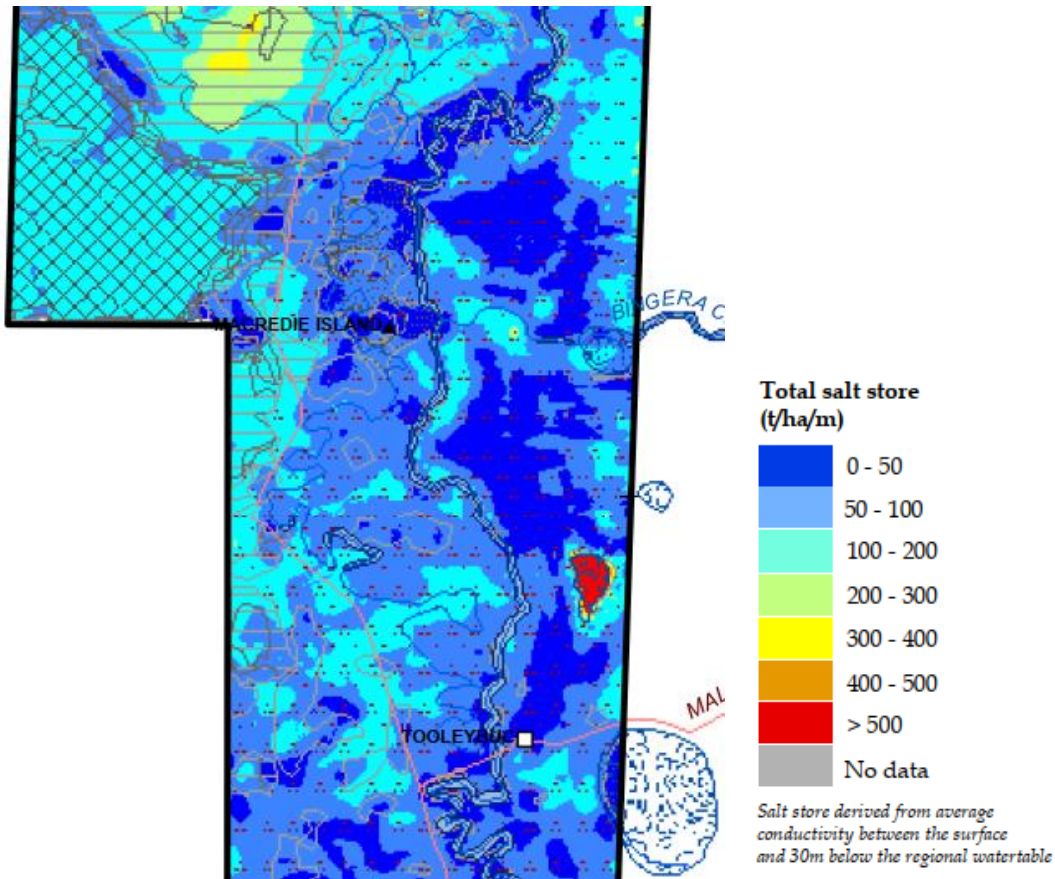 BINGERA C
MACREDIE ISLAND
Total salt store
(t/ha/m)
0 - 50
50 - 100
100 - 200
200 - 300
300 - 400
400 - 500
> 500
No data
Salt store derived from average
conductivity between the surface
and 30m below the regional watertable
MAL
TOOLEYBUC